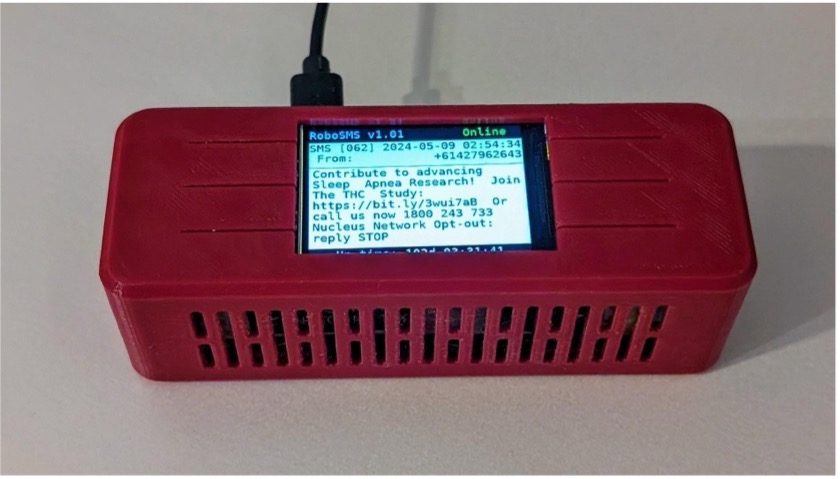 RoboSMS v1.01 Online
SMS [062] 2024-05-09 02:54:34
From: +61427962643
Contribute to advancing
Sleep Apnea Research! Join
The THC Study:
https://bit.ly/3wui7aB Or
call us now 1800 243 733
Nucleus Network Opt-out:
reply STOP